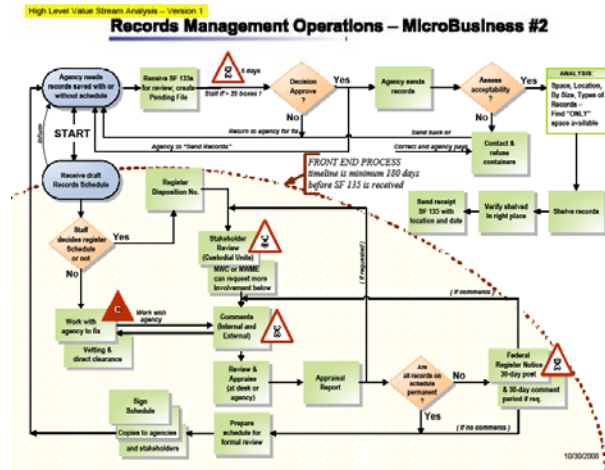 High Level Value Stream Analysis – Version 1
Records Management Operations – MicroBusiness #2
Agency needs
records saved with or
without schedule
Receive SF 135s
for review; create
Pending File
5 days
Stall if > 25 boxes !
Decision
Approve
?
Yes
No
Agency sends
records
Assess
acceptability?
Yes
No
ANALYSIS:
Space, Location,
By Size, Types of
Records –
Find "ONLY"
space available
Return to agency for fix
Agency to "Send Records"
Send back or
Correct and agency pays
Contact &
refuse
containers
Inform
START
Receive draft
Records Schedule
FRONT END PROCESS
timeline is minimum 180 days
before SF 135 is received
Send receipt
SF 135 with
location and date
Verify shelved
in right place
Shelve records
Register
Disposition No.
Staff
decides register
Schedule
or not
Yes
No
Stakeholder
Review
(Custodial Units)
NWC or NWME
can request more
Involvement below
( If requested )
( If comments )
Work with
agency to fix
Work with
agency
Vetting &
direct clearance
Comments
(Internal and
External)
Review &
Appraise
(at desk or
agency)
Appraisal
Report
Are
all records on
schedule
permanent
?
No
Yes
Federal
Register Notice
30-day post
& 30-day comment
period if req.
( If no comments )
Prepare
schedule for
formal review
Sign
Schedule
Copies to agencies
and stakeholders
10/30/2008